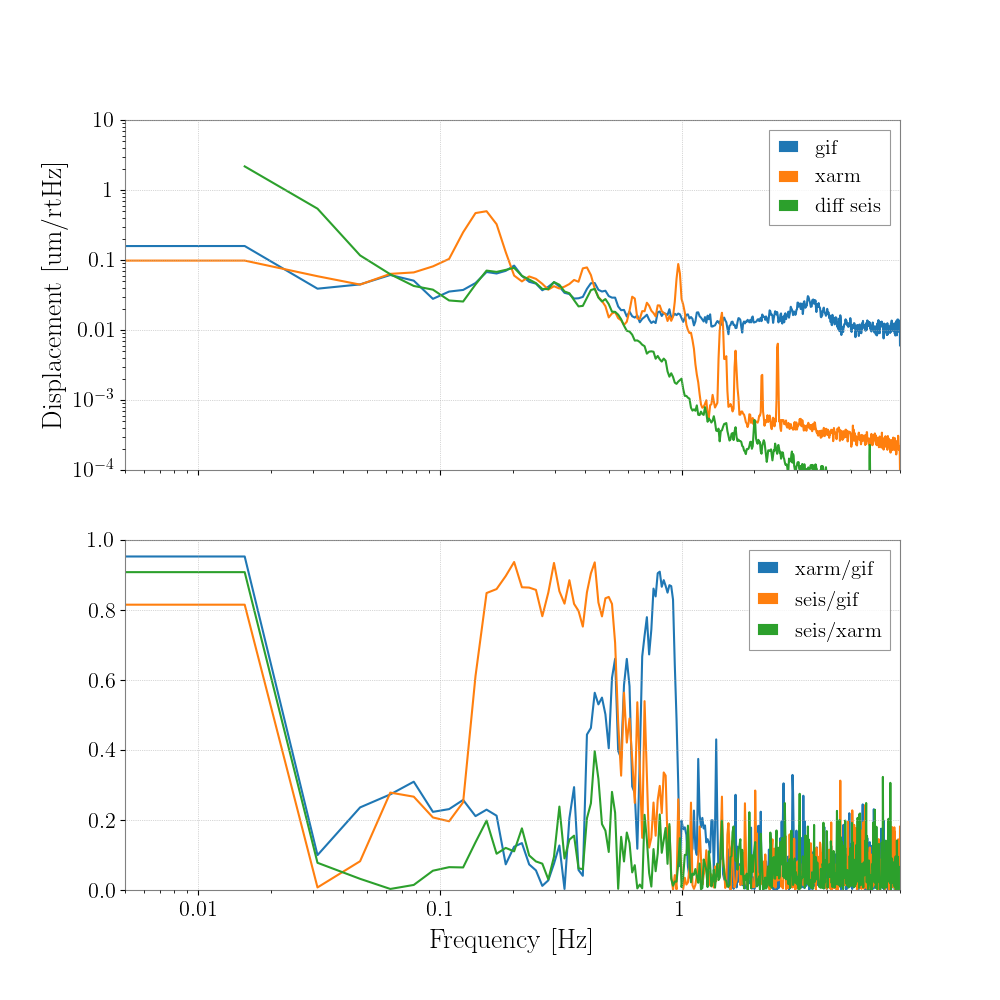 10
1
0.1
0.01
10⁻³
10⁻⁴
Displacement [um/rtHz]
gif
xarm
diff seis
1.0
0.8
0.6
0.4
0.2
0.0
xarm/gif
seis/gif
seis/xarm
0.01
0.1
1
Frequency [Hz]